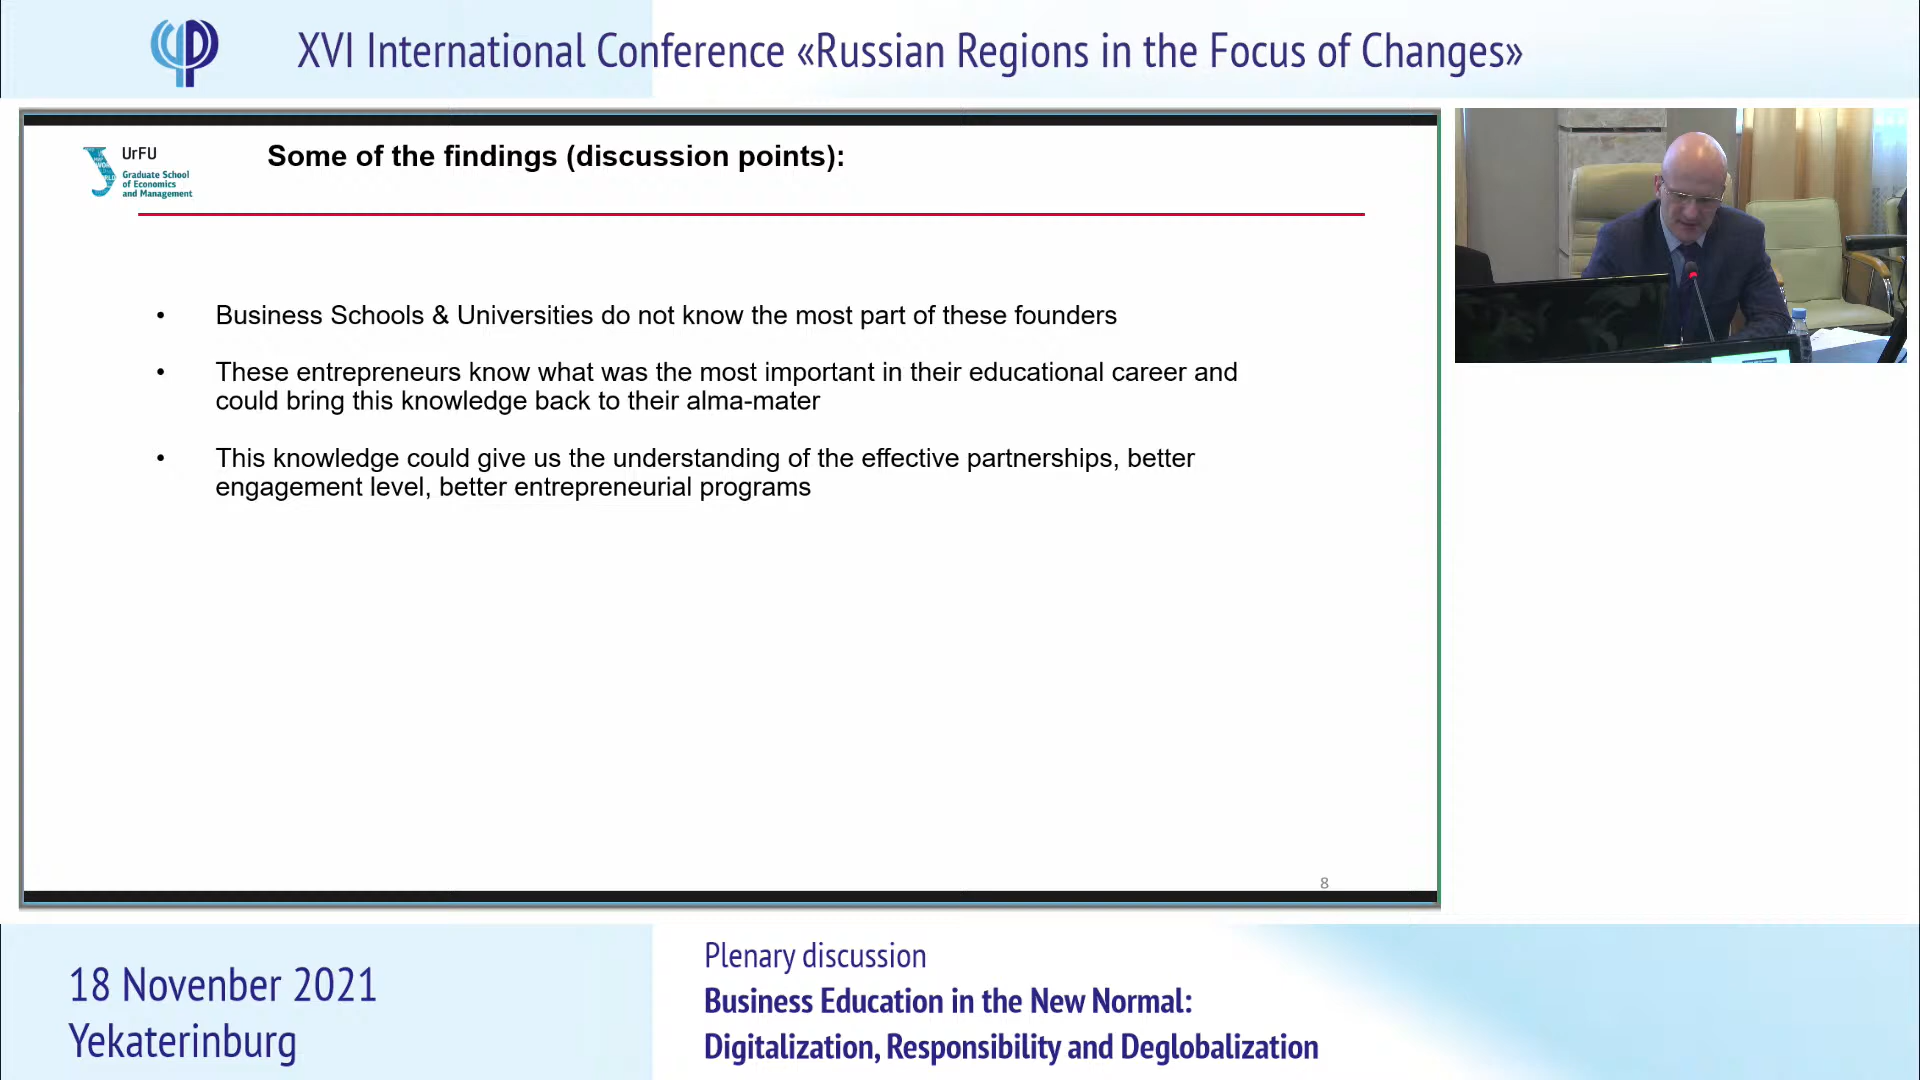 XVI International Conference «Russian Regions in the Focus of Changes»
UrFU
Graduate School
of Economics
and Management
Some of the findings (discussion points):
• Business Schools & Universities do not know the most part of these founders
• These entrepreneurs know what was the most important in their educational career and
could bring this knowledge back to their alma-mater
• This knowledge could give us the understanding of the effective partnerships, better
engagement level, better entrepreneurial programs
8
18 Novenber 2021
Yekaterinburg
Plenary discussion
Business Education in the New Normal:
Digitalization, Responsibility and Deglobalization